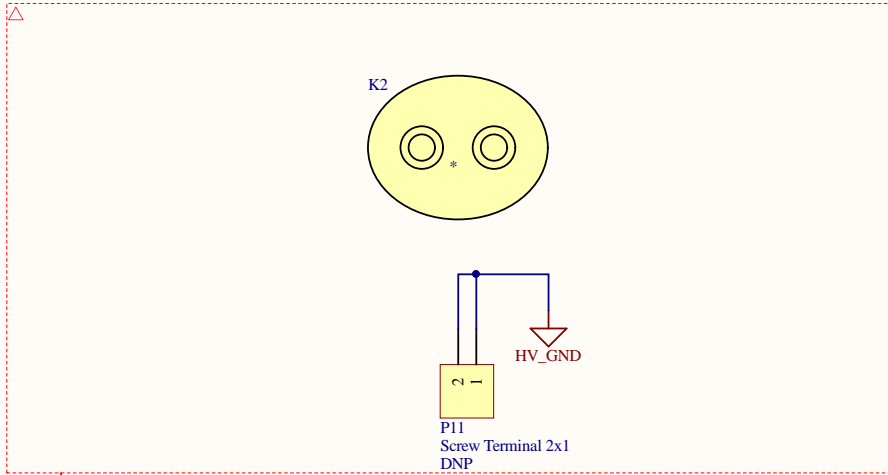 K2
*
HV_GND
2 1
P11
Screw Terminal 2x1
DNP